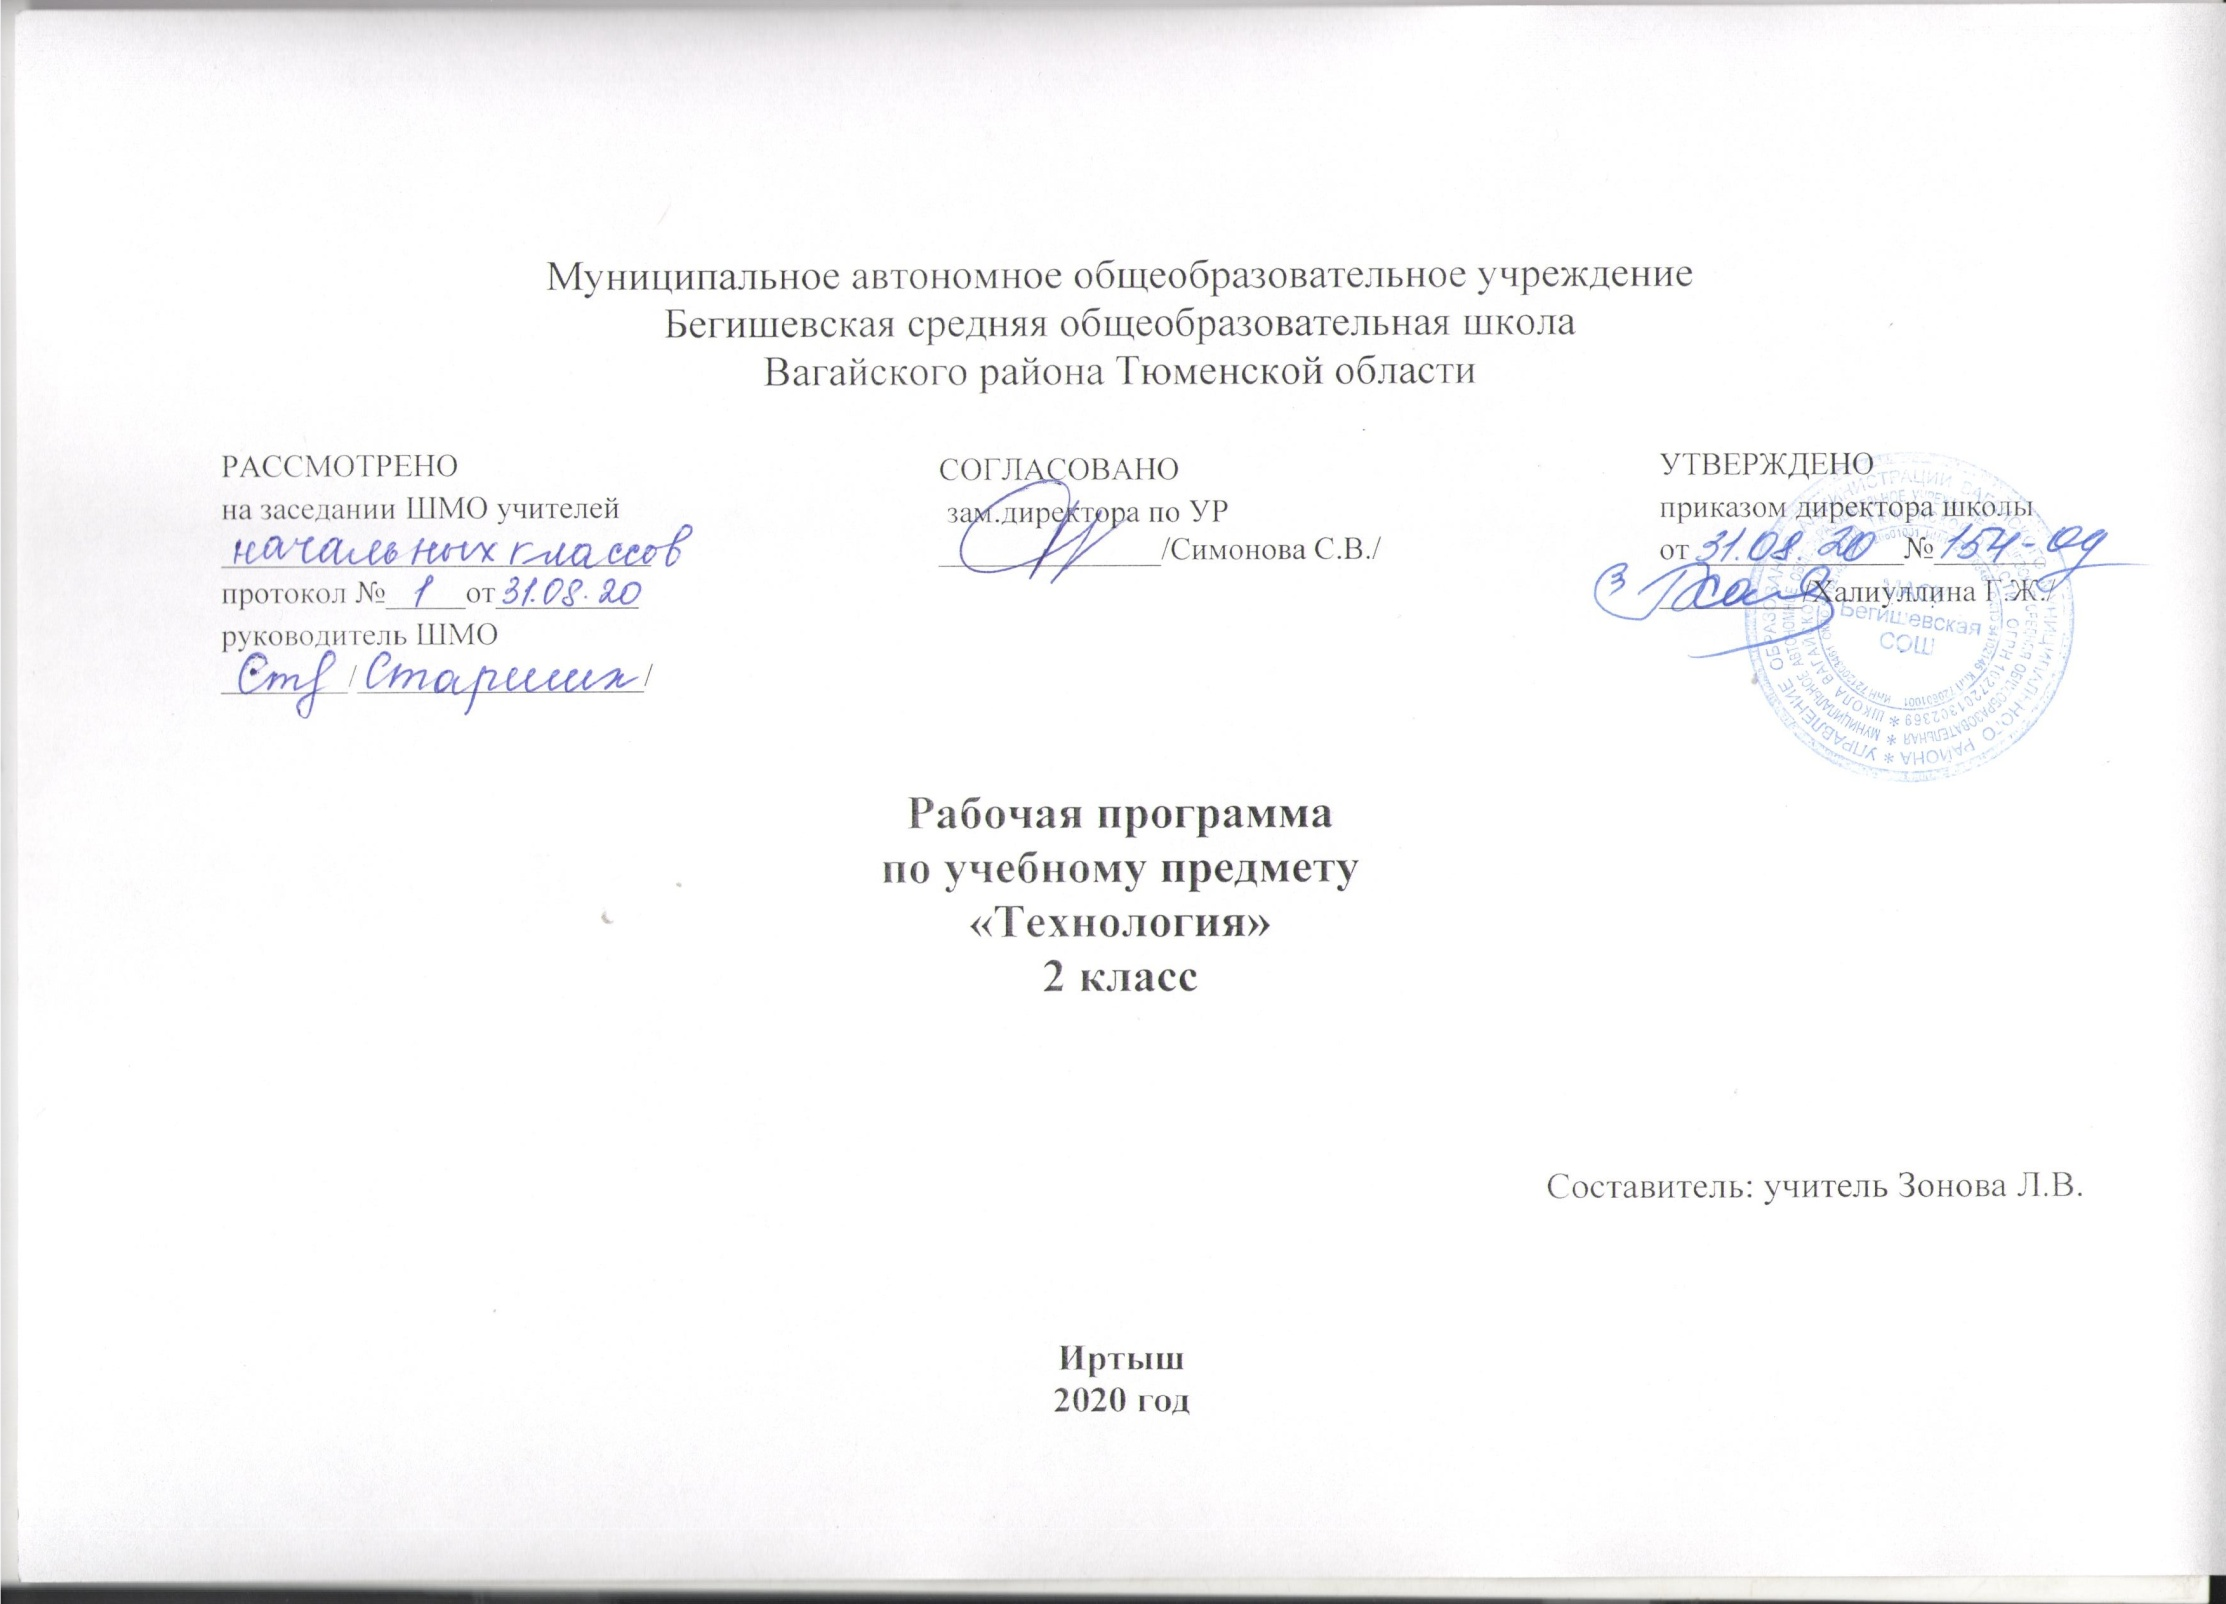 Муниципальное автономное общеобразовательное учреждение
Бегишевская средняя общеобразовательная школа
Вагайского района Тюменской области
РАССМОТРЕНО
на заседании ШМО учителей
начальных классов
протокол № 1 от 31.08.20
руководитель ШМО
/ /
СОГЛАСОВАНО
зам.директора по УР
/Симонова С.В./
УТВЕРЖДЕНО
приказом директора школы
от 31.08.20 № 154-од
/Халиуллина Г.Ж./
Бегишевская
СОШ
Рабочая программа
по учебному предмету
«Технология»
2 класс
Составитель: учитель Зонова Л.В.
Иртыш
2020 год